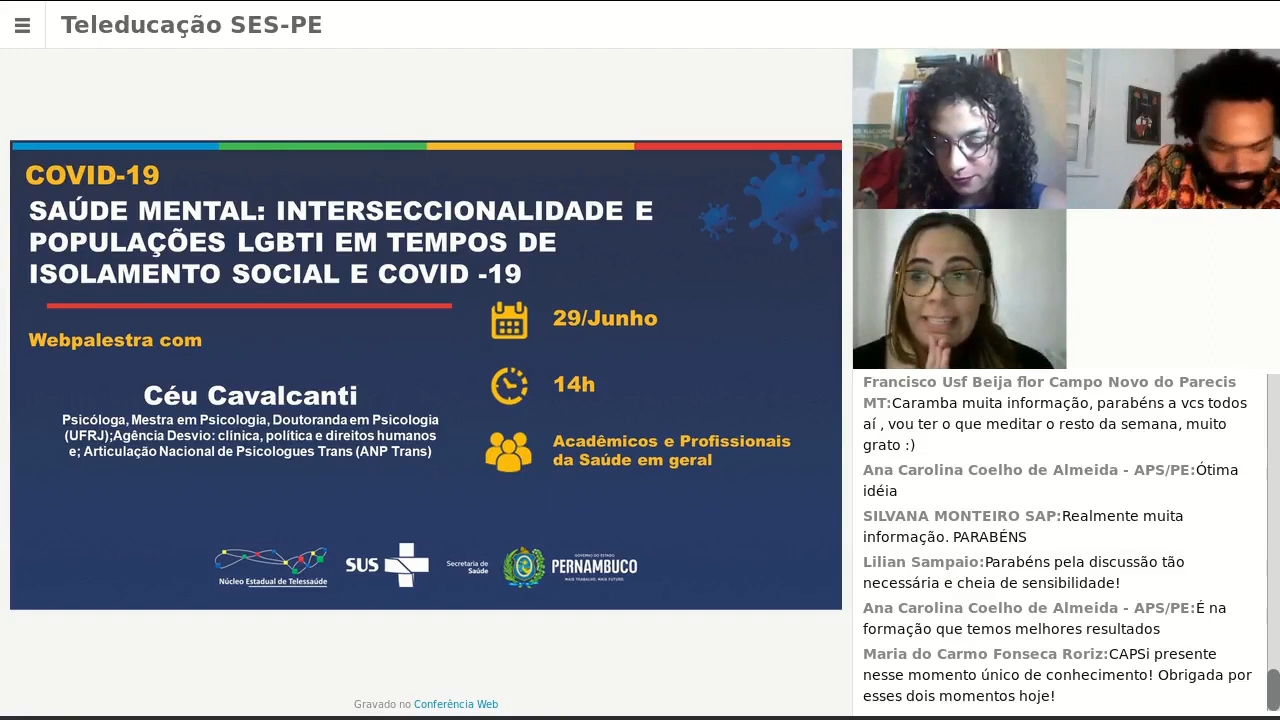 Teleducação SES-PE
COVID-19
SAÚDE MENTAL: INTERSECCIONALIDADE E
POPULAÇÕES LGBTI EM TEMPOS DE
ISOLAMENTO SOCIAL E COVID -19
29/Junho
Webpalestra com
14h
Céu Cavalcanti
Psicóloga, Mestra em Psicologia, Doutoranda em Psicologia
(UFRJ);Agência Desvio: clínica, política e direitos humanos
e; Articulação Nacional de Psicologues Trans (ANP Trans)
Acadêmicos e Profissionais
da Saúde em geral
Núcleo Estadual de Telessaúde
SUS
Secretaria de
Saúde
GOVERNO DO ESTADO
PERNAMBUCO
MAIS TRABALHO, MAIS FUTURO.
Gravado no Conferência Web
Francisco Usf Beija flor Campo Novo do Parecis
MT:Caramba muita informação, parabéns a vcs todos
aí , vou ter o que meditar o resto da semana, muito
grato :)
Ana Carolina Coelho de Almeida - APS/PE:Ótima
idéia
SILVANA MONTEIRO SAP:Realmente muita
informação. PARABÉNS
Lilian Sampaio:Parabéns pela discussão tão
necessária e cheia de sensibilidade!
Ana Carolina Coelho de Almeida - APS/PE:É na
formação que temos melhores resultados
Maria do Carmo Fonseca Roriz:CAPSi presente
nesse momento único de conhecimento! Obrigada por
esses dois momentos hoje!